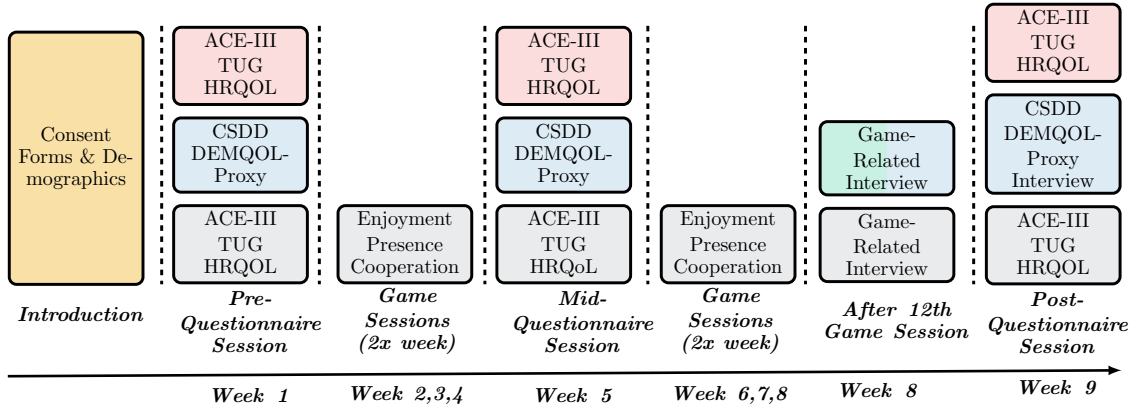 Consent
Forms & De-
mographics
Introduction
ACE-III
TUG
HRQOL
CSDD
DEMQOL-
Proxy
ACE-III
TUG
HRQOL
Pre-
Questionnaire
Session
Week 1
Enjoyment
Presence
Cooperation
Game
Sessions
(2x week)
Week 2,3,4
ACE-III
TUG
HRQOL
CSDD
DEMQOL-
Proxy
ACE-III
TUG
HRQoL
Mid-
Questionnaire
Session
Week 5
Enjoyment
Presence
Cooperation
Game
Sessions
(2x week)
Week 6,7,8
Game-
Related
Interview
Game-
Related
Interview
After 12th
Game Session
Week 8
ACE-III
TUG
HRQOL
CSDD
DEMQOL-
Proxy
Interview
ACE-III
TUG
HRQOL
Post-
Questionnaire
Session
Week 9